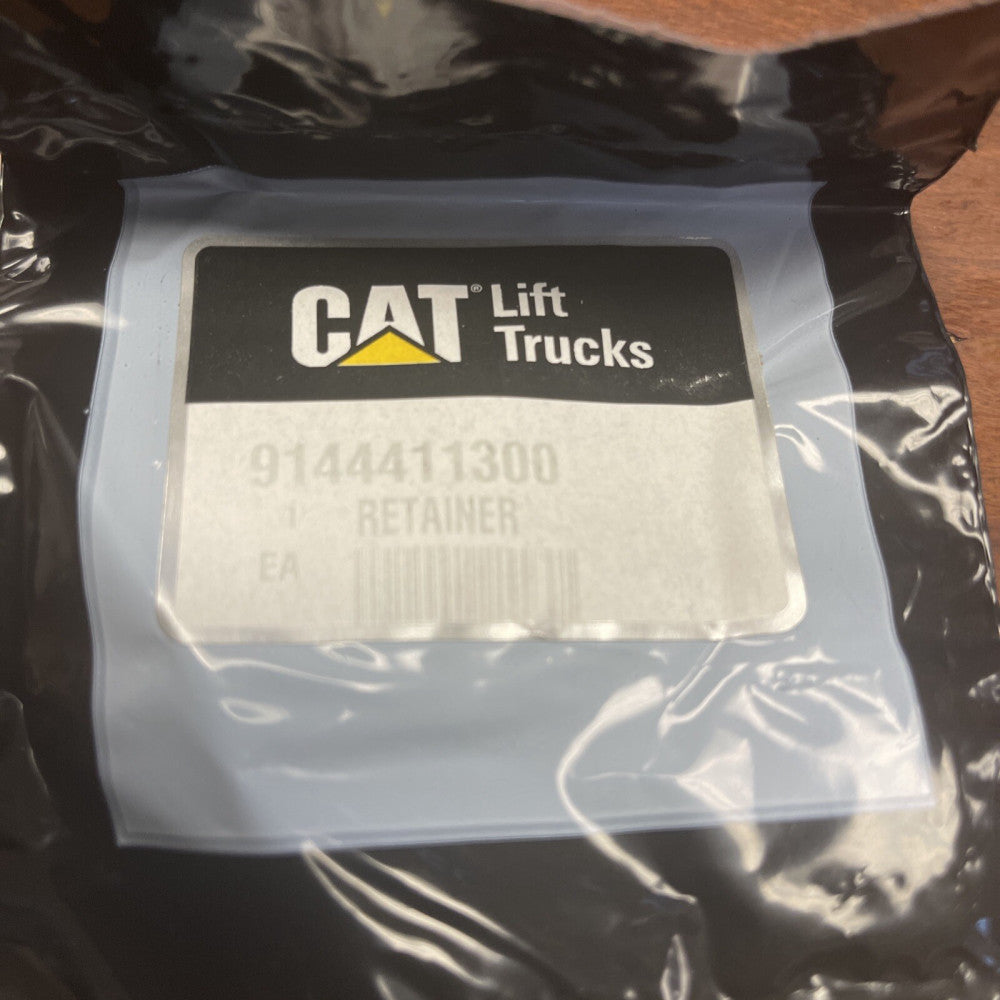 CAT® Lift
Trucks
9144411300
1 RETAINER
EA